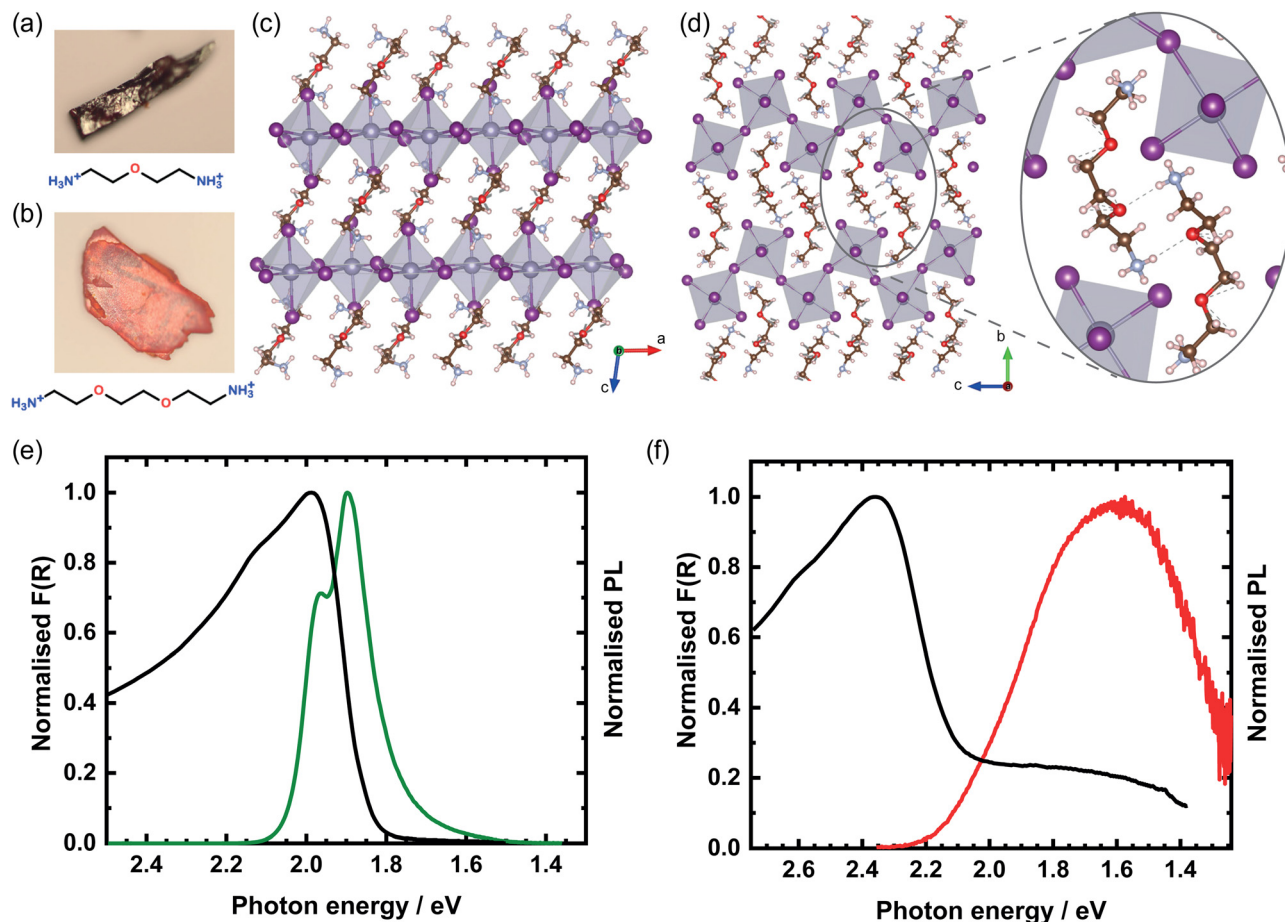 (a)
H₃N⁺ O NH₃⁺
(b)
H₃N⁺ O O NH₃⁺
(c)
b a
c
(d)
b
c a
(e)
Normalised F(R)
1.0
0.8
0.6
0.4
0.2
0.0
2.4 2.2 2.0 1.8 1.6 1.4
Photon energy / eV
Normalised PL
(f)
Normalised F(R)
1.0
0.8
0.6
0.4
0.2
0.0
2.6 2.4 2.2 2.0 1.8 1.6 1.4
Photon energy / eV
Normalised PL